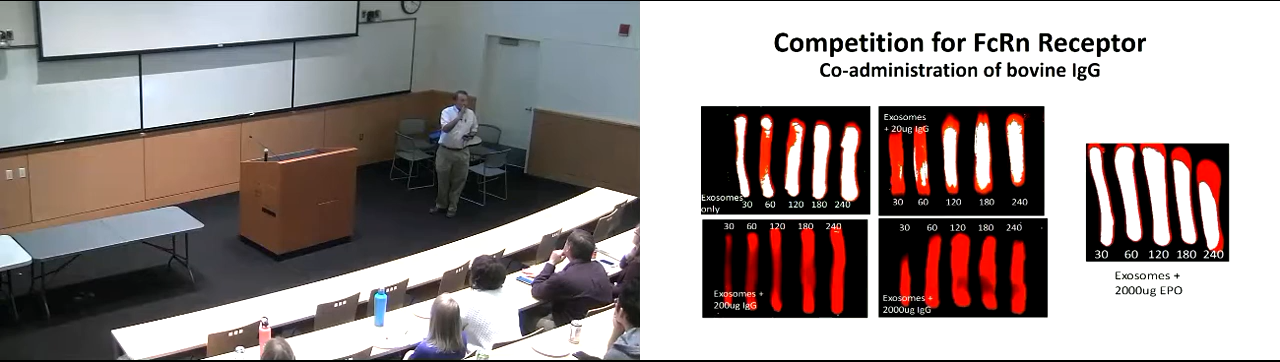 Competition for FcRn Receptor
Co-administration of bovine IgG
Exosomes
only
30 60 120 180 240
Exosomes
+ 20ug IgG
30 60 120 180 240
30 60 120 180 240
Exosomes +
200ug IgG
30 60 120 180 240
Exosomes +
2000ug IgG
30 60 120 180 240
Exosomes +
2000ug EPO